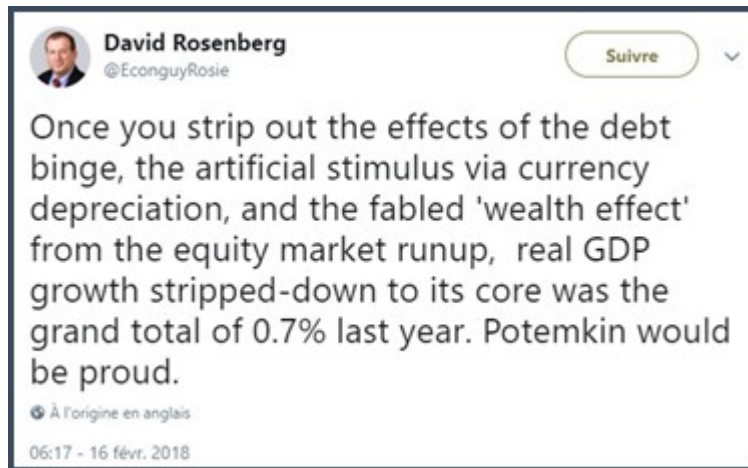 David Rosenberg
@EconguyRosie
Suivre
Once you strip out the effects of the debt
binge, the artificial stimulus via currency
depreciation, and the fabled 'wealth effect'
from the equity market runup, real GDP
growth stripped-down to its core was the
grand total of 0.7% last year. Potemkin would
be proud.
À l'origine en anglais
06:17 - 16 févr. 2018